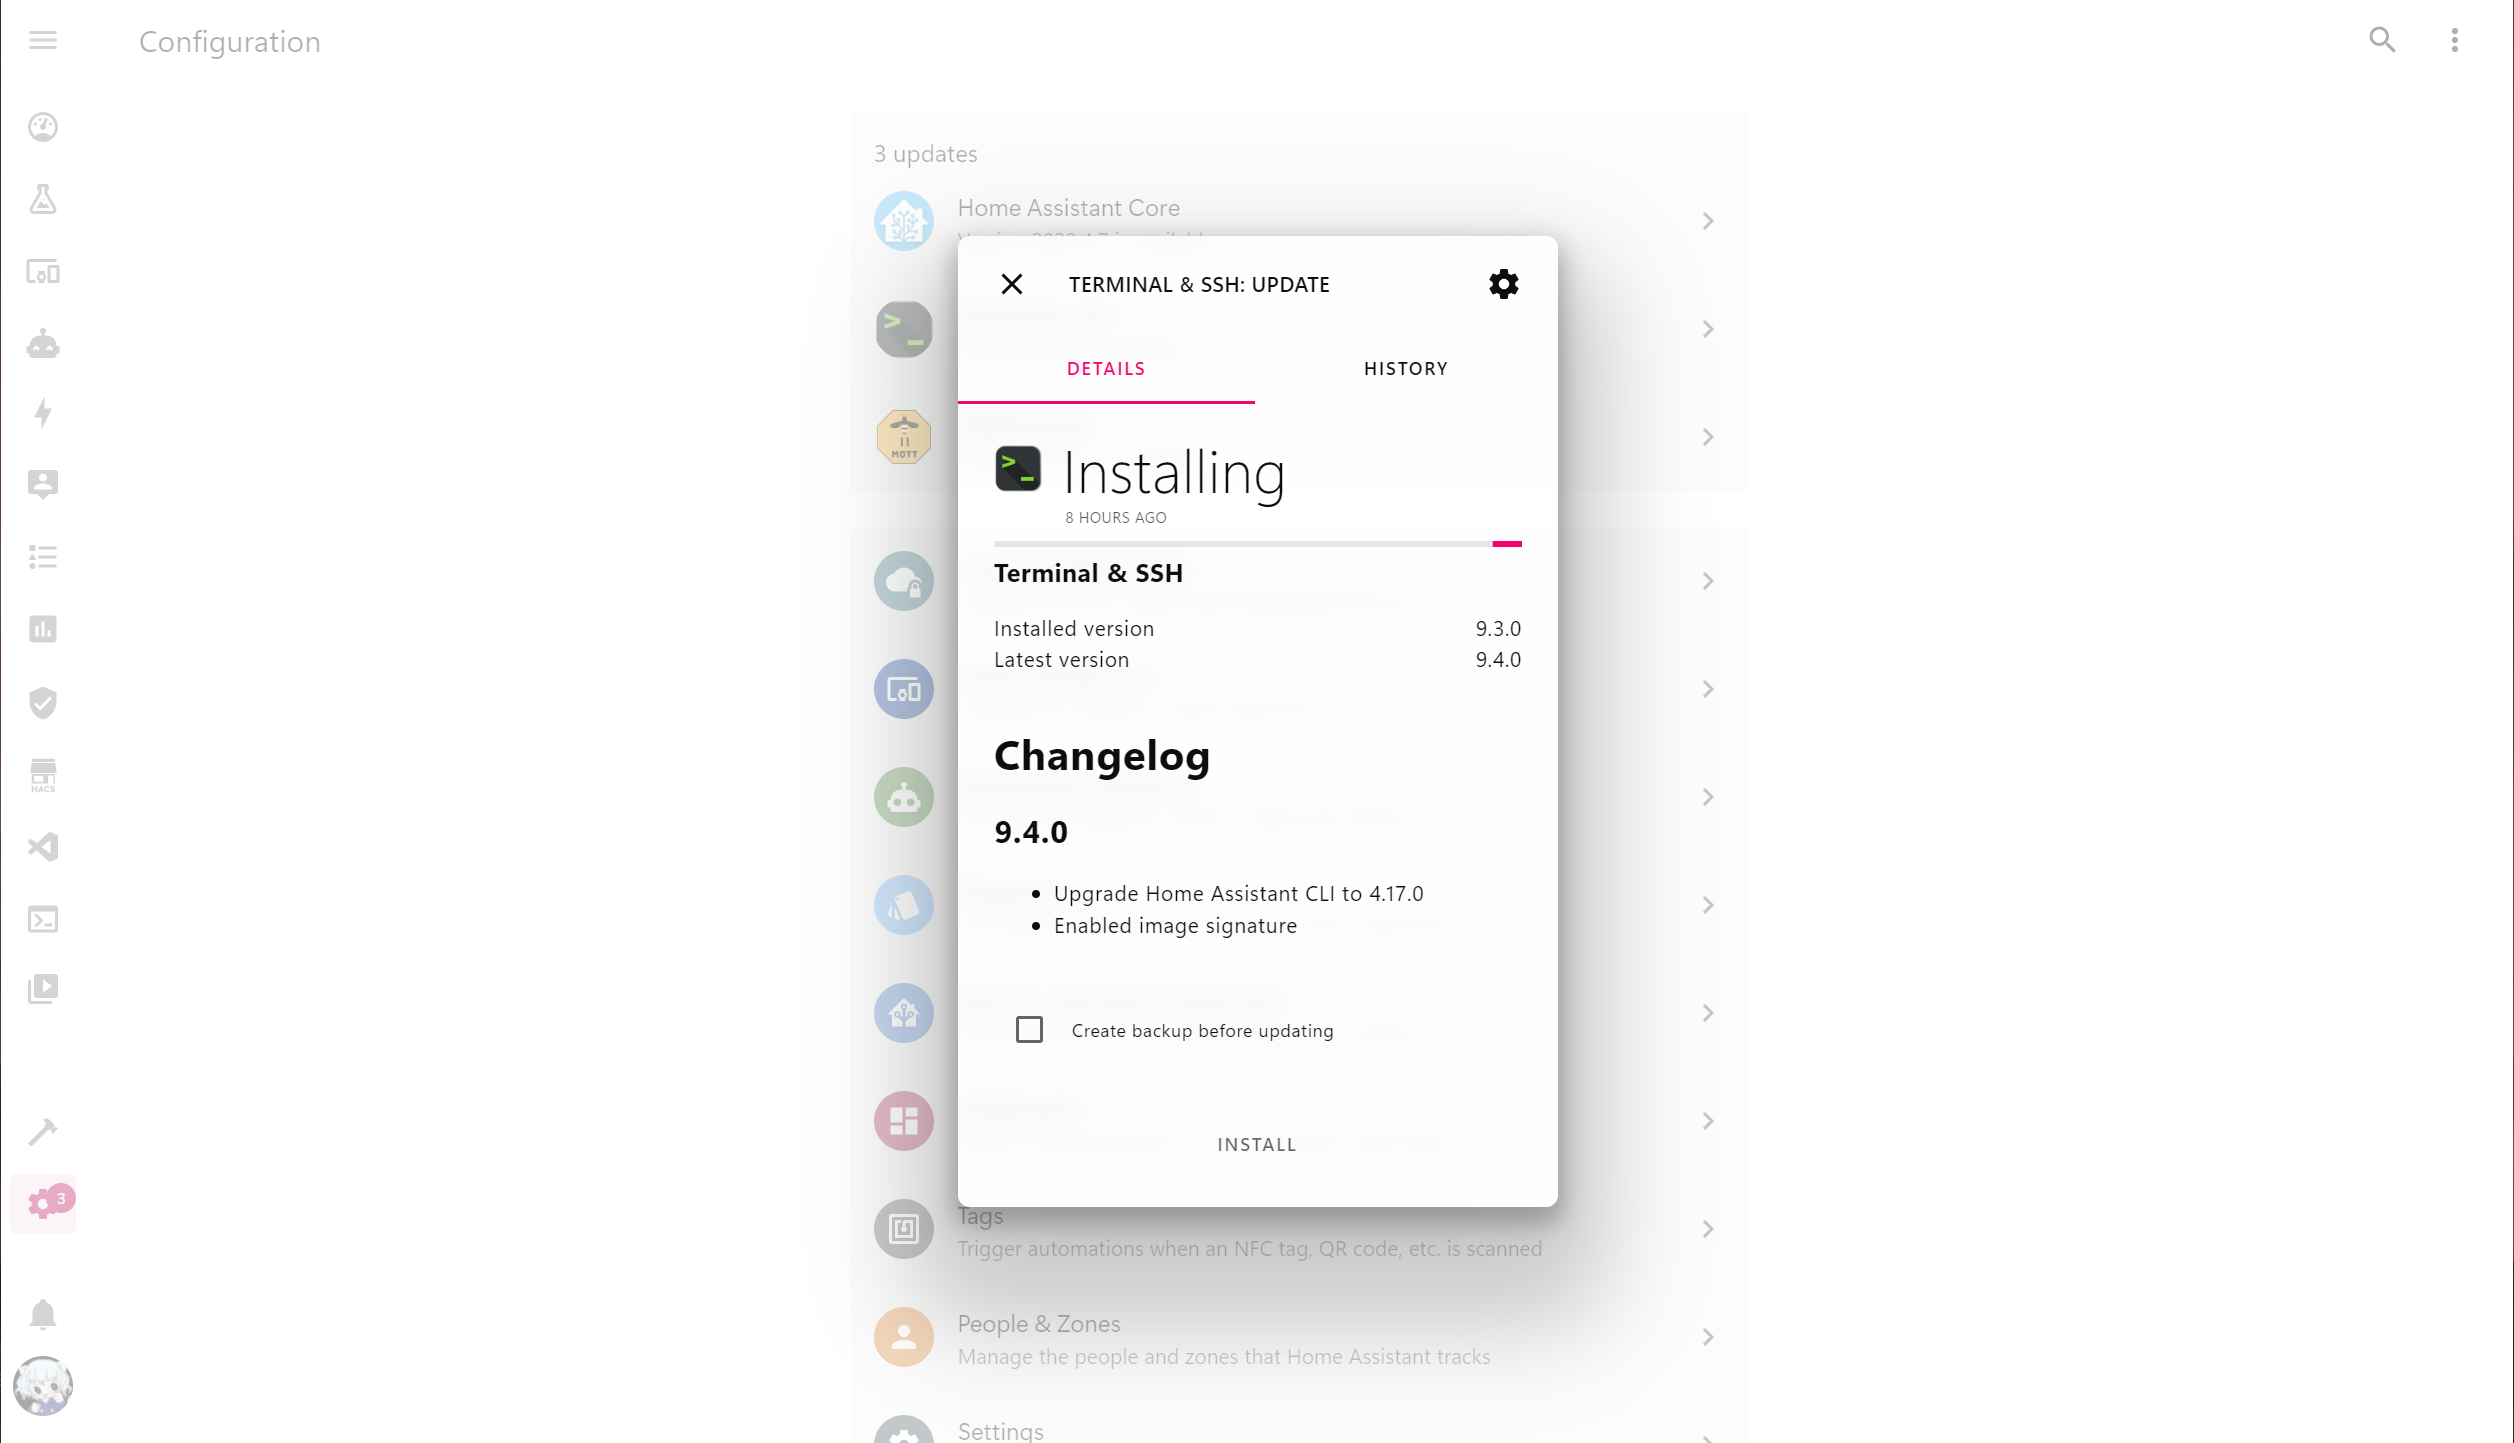 Configuration
3 updates
Home Assistant Core
TERMINAL & SSH: UPDATE
DETAILS
HISTORY
MQTT
Installing
8 HOURS AGO
Terminal & SSH
Installed version 9.3.0
Latest version 9.4.0
Changelog
9.4.0
Upgrade Home Assistant CLI to 4.17.0
Enabled image signature
Create backup before updating
INSTALL
HACS
3
Tags
Trigger automations when an NFC tag, QR code, etc. is scanned
People & Zones
Manage the people and zones that Home Assistant tracks
Settings